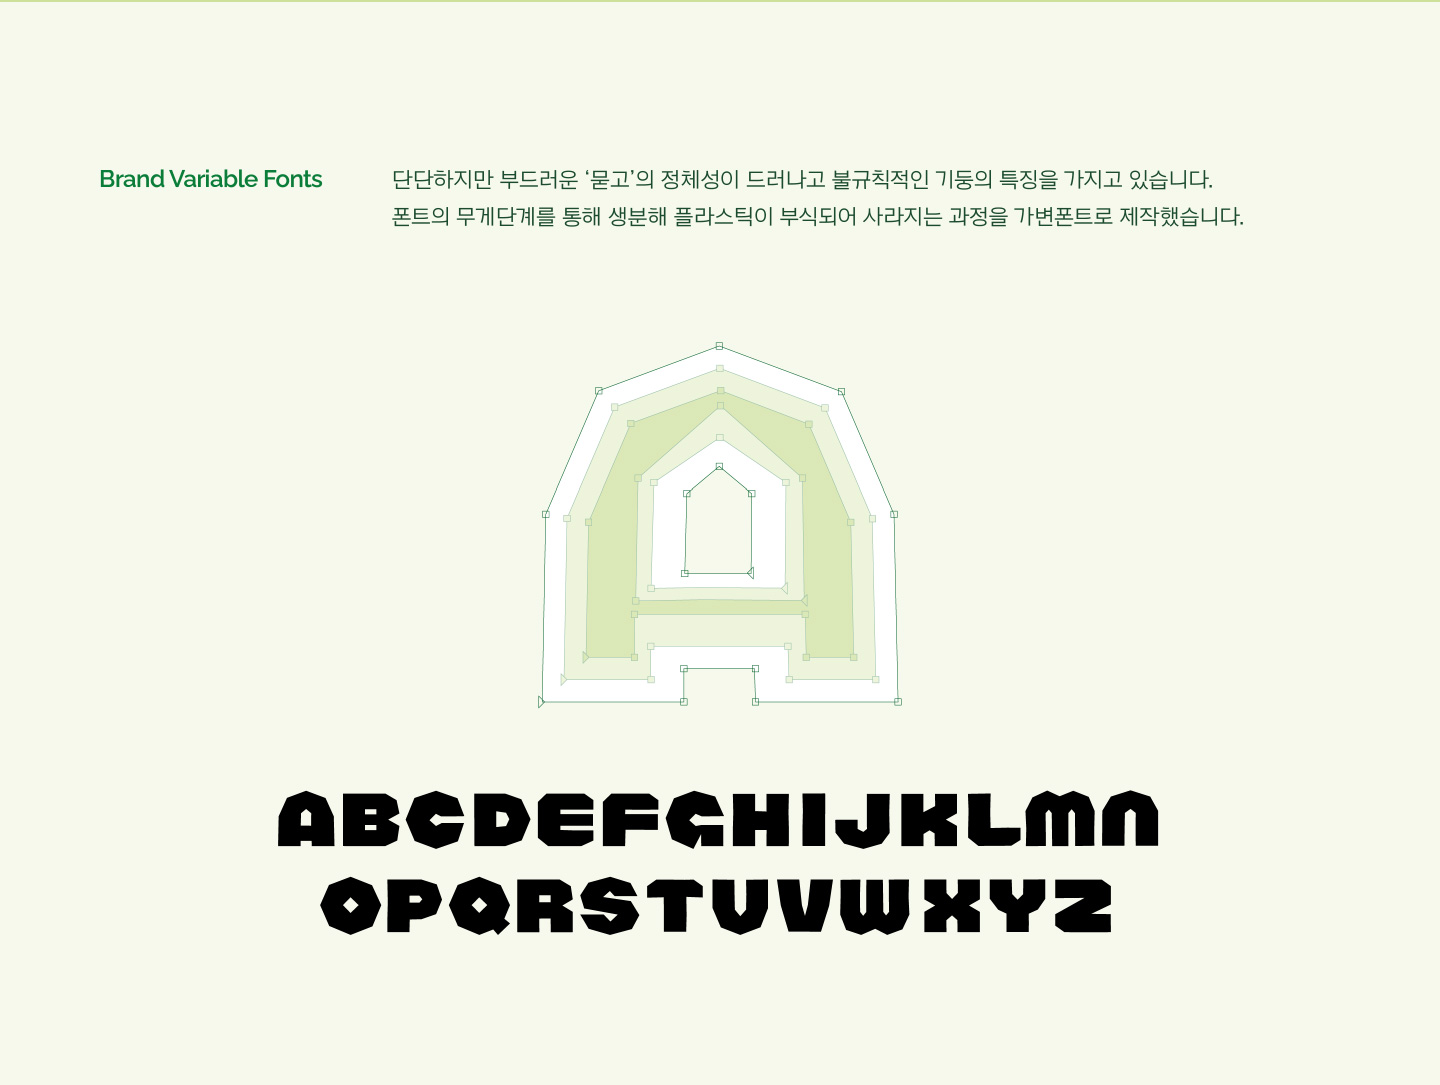 Brand Variable Fonts
단단하지만 부드러운 ‘묻고’의 정체성이 드러나고 불규칙적인 기둥의 특징을 가지고 있습니다.
폰트의 무게단계를 통해 생분해 플라스틱이 부식되어 사라지는 과정을 가변폰트로 제작했습니다.
ABCDEFGHIJKLMN
OPQRSTUVWXYZ